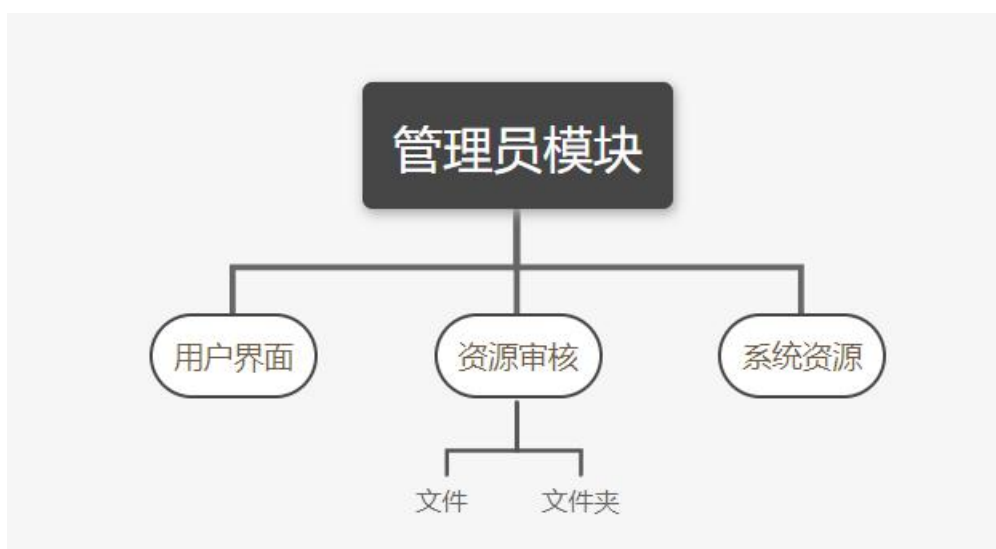 管理员模块
用户界面
资源审核
系统资源
文件
文件夹